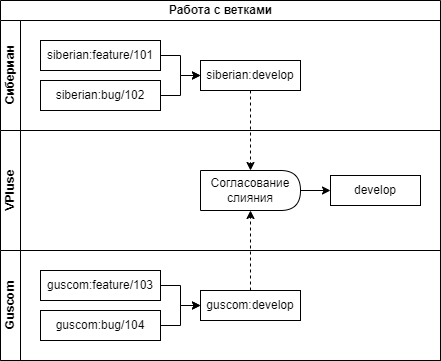 Работа с ветками
Сибериан
siberian:feature/101
siberian:bug/102
siberian:develop
VPluse
Согласование
слияния
develop
Guscom
guscom:feature/103
guscom:bug/104
guscom:develop